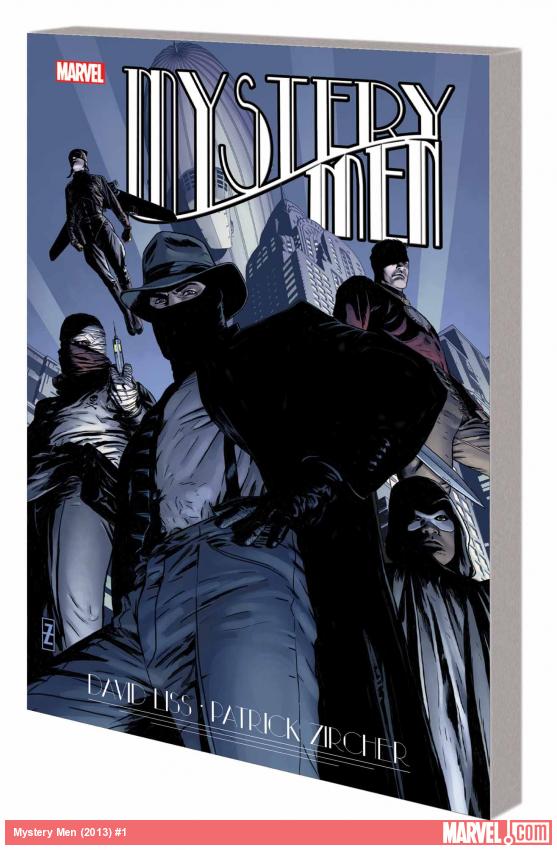 MARVEL
MYSTERY
MEN
Z
DAVID LISS · PATRICK ZIRCHER
Mystery Men (2013) #1
MARVEL.com